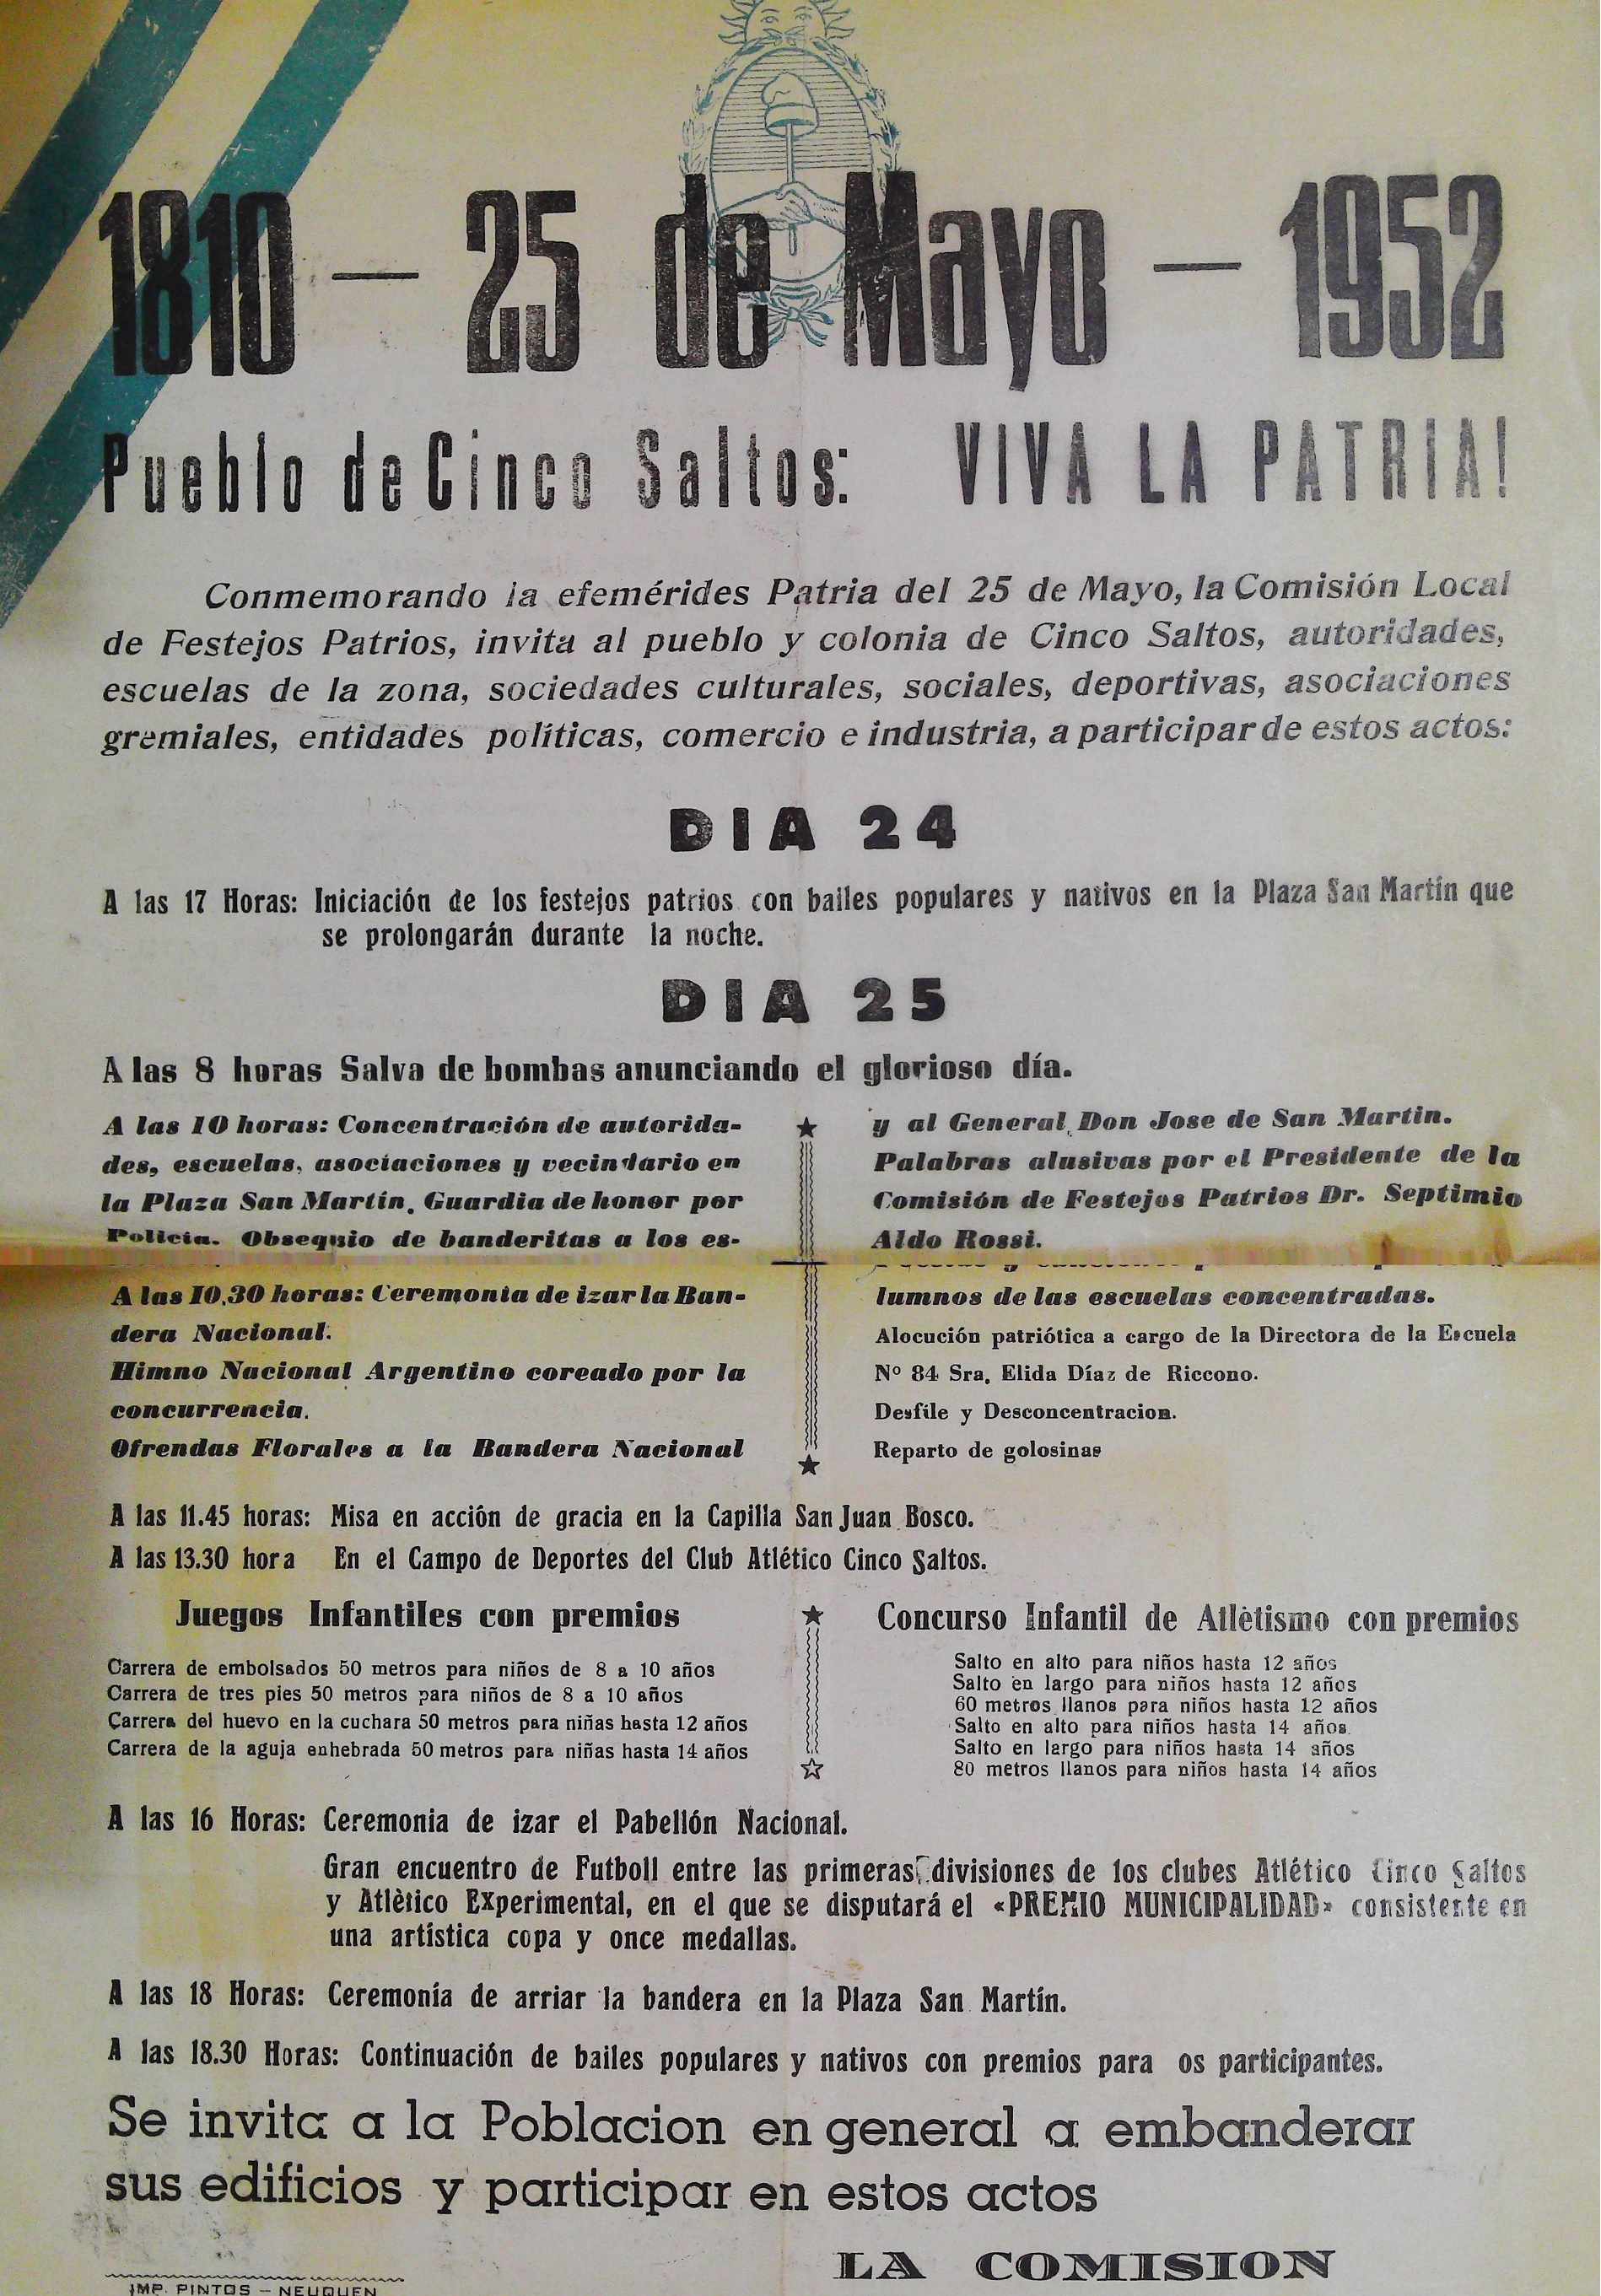 1810 — 25 de Mayo — 1952
Pueblo de Cinco Saltos: VIVA LA PATRIA!
Conmemorando la efemérides Patria del 25 de Mayo, la Comisión Local
de Festejos Patrios, invita al pueblo y colonia de Cinco Saltos, autoridades,
escuelas de la zona, sociedades culturales, sociales, deportivas, asociaciones
gremiales, entidades políticas, comercio e industria, a participar de estos actos:
DIA 24
A las 17 Horas: Iniciación de los festejos patrios con bailes populares y nativos en la Plaza San Martín que
se prolongarán durante la noche.
DIA 25
A las 8 horas Salva de bombas anunciando el glorioso día.
A las 10 horas: Concentración de autorida-
des, escuelas, asociaciones y vecindario en
la Plaza San Martín. Guardia de honor por
Policia. Obsequio de banderitas a los es-
A las 10,30 horas: Ceremonia de izar la Ban-
dera Nacional.
Himno Nacional Argentino coreado por la
concurrencia.
Ofrendas Florales a la Bandera Nacional
y al General Don Jose de San Martin.
Palabras alusivas por el Presidente de la
Comisión de Festejos Patrios Dr. Septimio
Aldo Rossi.
lumnos de las escuelas concentradas.
Alocución patriótica a cargo de la Directora de la Escuela
Nº 84 Sra. Elida Díaz de Riccono.
Desfile y Desconcentracion.
Reparto de golosinas
A las 11.45 horas: Misa en acción de gracia en la Capilla San Juan Bosco.
A las 13.30 hora En el Campo de Deportes del Club Atlético Cinco Saltos.
Juegos Infantiles con premios
Carrera de embolsados 50 metros para niños de 8 a 10 años
Carrera de tres pies 50 metros para niños de 8 a 10 años
Carrera del huevo en la cuchara 50 metros para niñas hasta 12 años
Carrera de la aguja enhebrada 50 metros para niñas hasta 14 años
Concurso Infantil de Atlètismo con premios
Salto en alto para niños hasta 12 años
Salto en largo para niños hasta 12 años
60 metros llanos para niños hasta 12 años
Salto en alto para niños hasta 14 años
Salto en largo para niños hasta 14 años
80 metros llanos para niños hasta 14 años
A las 16 Horas: Ceremonia de izar el Pabellón Nacional.
Gran encuentro de Futboll entre las primeras divisiones de los clubes Atlético Cinco Saltos
y Atlètico EXperimental, en el que se disputará el «PREMIO MUNICIPALIDAD» consistente en
una artística copa y once medallas.
A las 18 Horas: Ceremonía de arriar la bandera en la Plaza San Martín.
A las 18.30 Horas: Continuación de bailes populares y nativos con premios para os participantes.
Se invita a la Poblacion en general a embanderar
sus edificios y participar en estos actos
LA COMISION
IMP. PINTOS – NEUQUEN